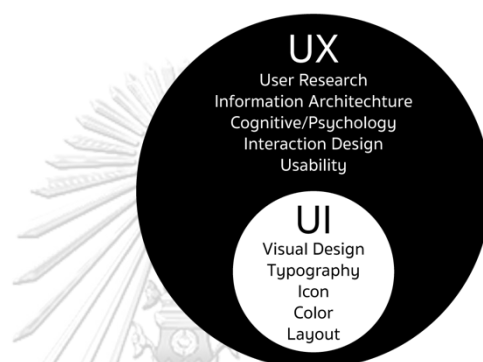 UX
User Research
Information Architechture
Cognitive/Psychology
Interaction Design
Usability
UI
Visual Design
Typography
Icon
Color
Layout